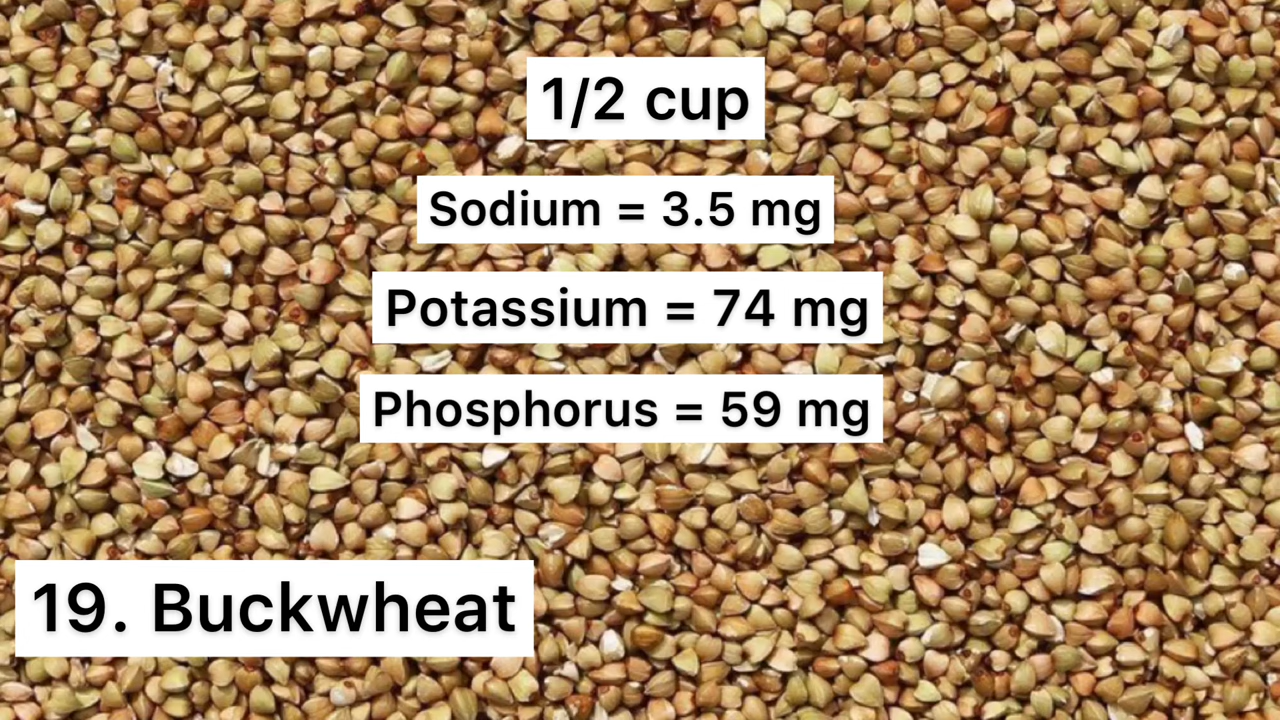 1/2 cup
Sodium = 3.5 mg
Potassium = 74 mg
Phosphorus = 59 mg
19. Buckwheat